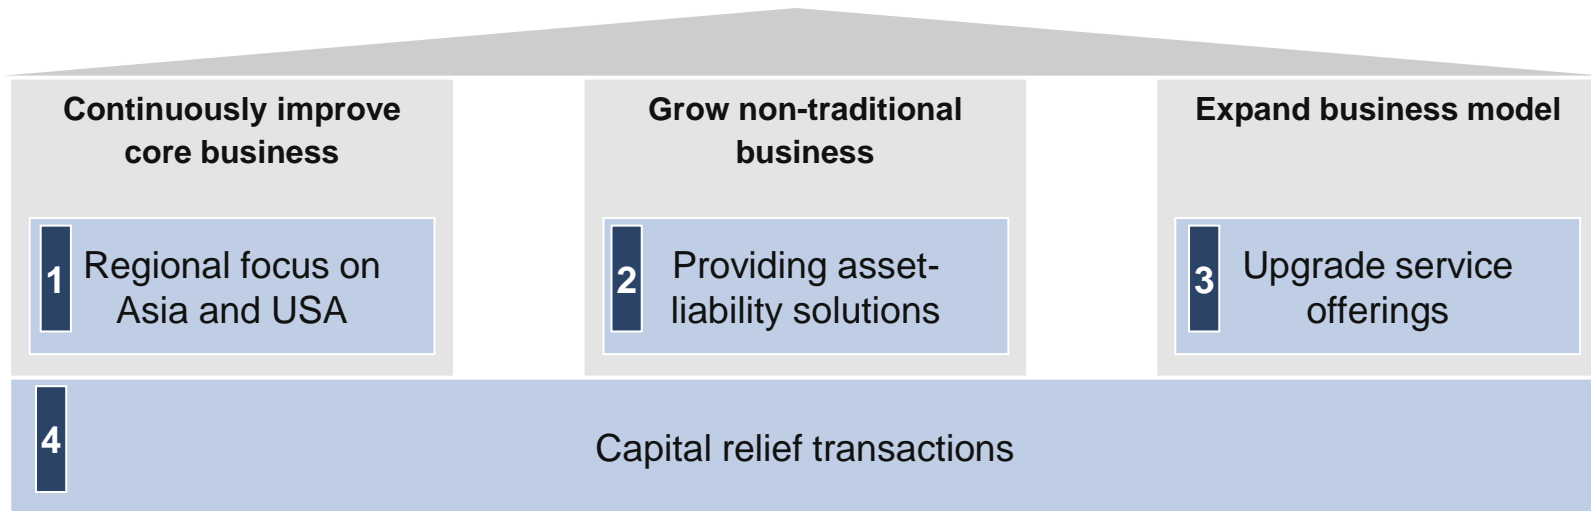 Continuously improve
core business
Grow non-traditional
business
Expand business model
1
Regional focus on
Asia and USA
2
Providing asset-
liability solutions
3
Upgrade service
offerings
4
Capital relief transactions